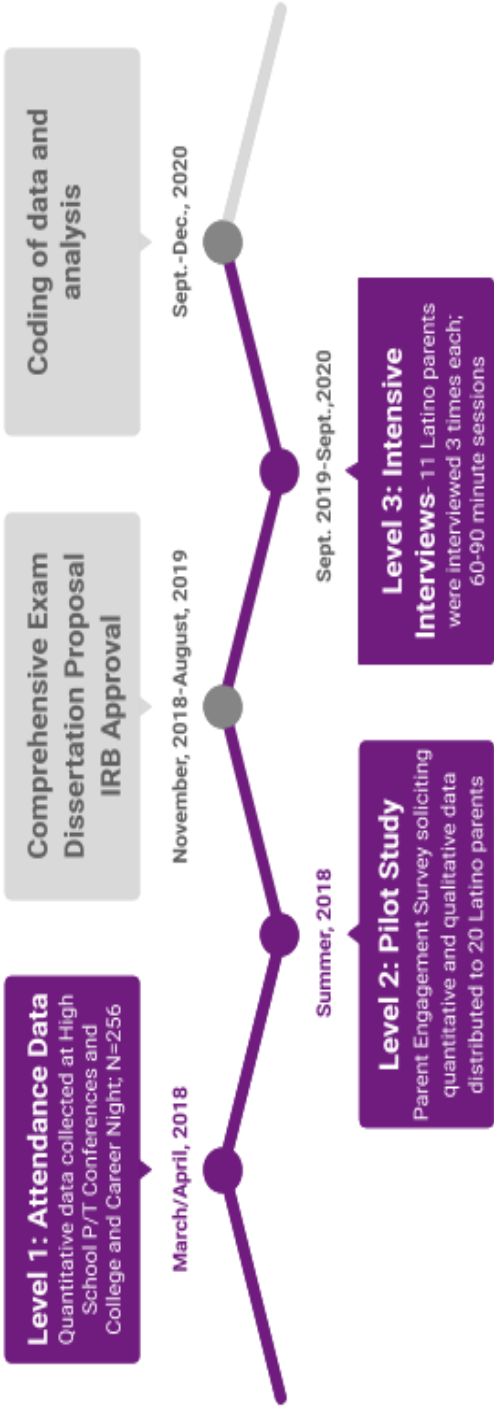 Level 1: Attendance Data
Quantitative data collected at High
School P/T Conferences and
College and Career Night; N=256
March/April, 2018
Summer, 2018
Level 2: Pilot Study
Parent Engagement Survey soliciting
quantitative and qualitative data
distributed to 20 Latino parents
Comprehensive Exam
Dissertation Proposal
IRB Approval
November, 2018-August, 2019
Sept. 2019-Sept.,2020
Level 3: Intensive
Interviews- 11 Latino parents
were interviewed 3 times each;
60-90 minute sessions
Coding of data and
analysis
Sept.-Dec., 2020